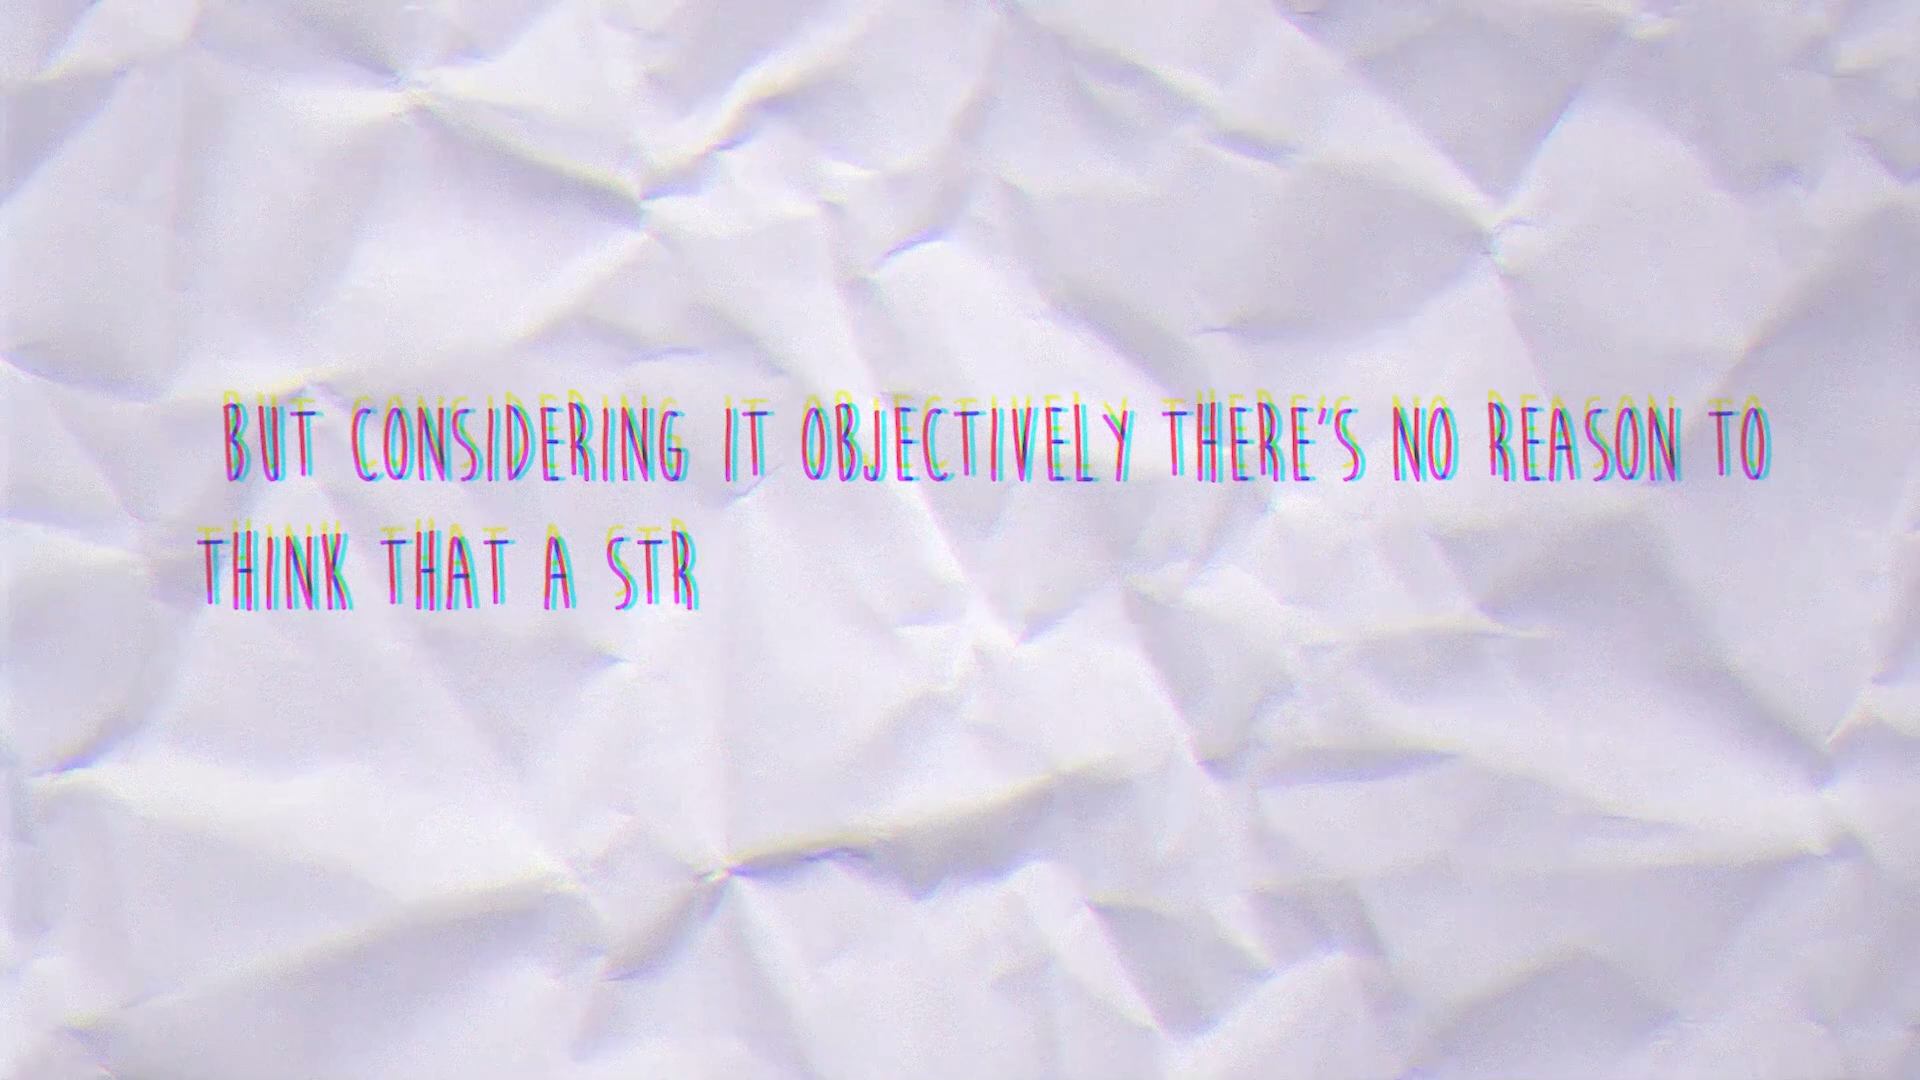 BUT CONSIDERING IT OBJECTIVELY THERE'S NO REASON TO
THINK THAT A STR